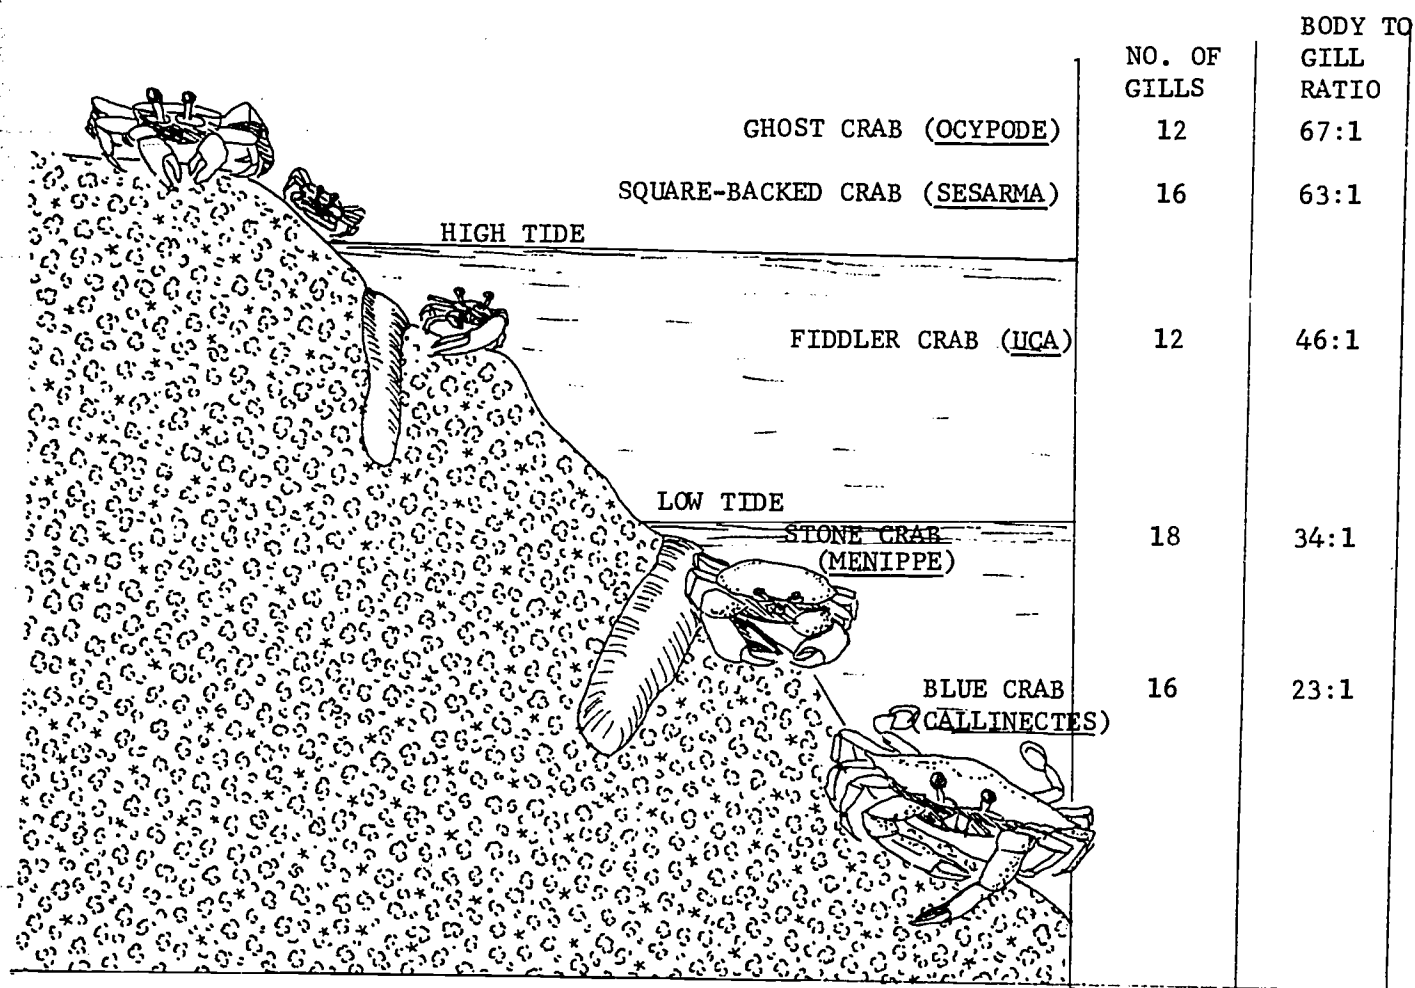 NO. OF
GILLS
BODY TO
GILL
RATIO
GHOST CRAB (OCYPODE) 12 67:1
SQUARE-BACKED CRAB (SESARMA) 16 63:1
HIGH TIDE
FIDDLER CRAB (UCA) 12 46:1
LOW TIDE
STONE CRAB 18 34:1
(MENIPPE)
BLUE CRAB 16 23:1
(CALLINECTES)